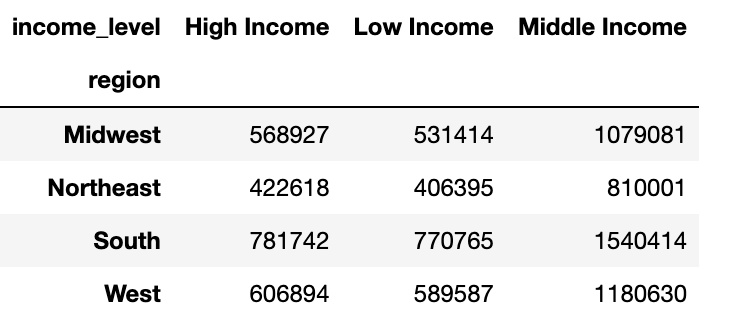 income_level High Income Low Income Middle Income
region
Midwest 568927 531414 1079081
Northeast 422618 406395 810001
South 781742 770765 1540414
West 606894 589587 1180630